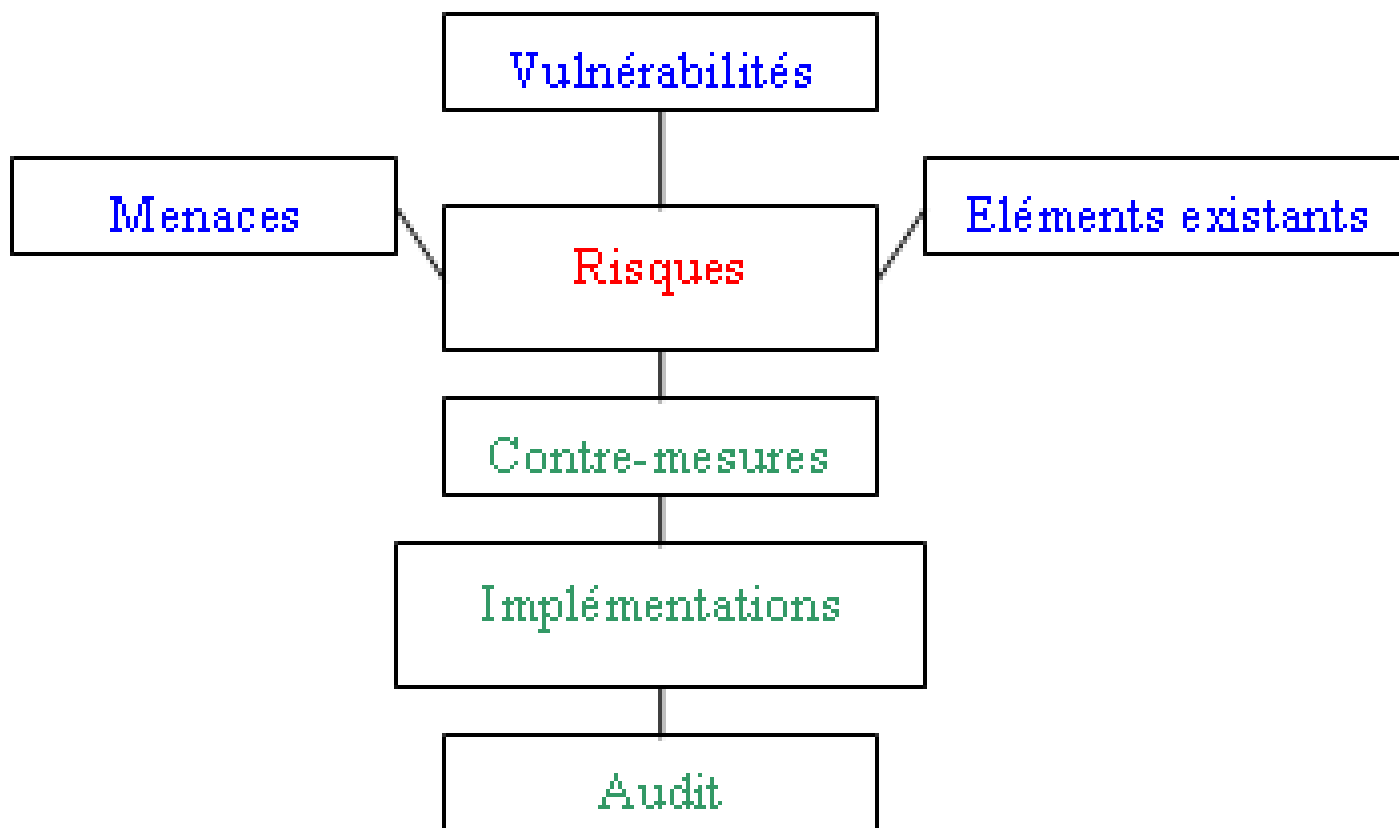 Vulnérabilités
Menaces
Eléments existants
Risques
Contre-mesures
Implémentations
Audit